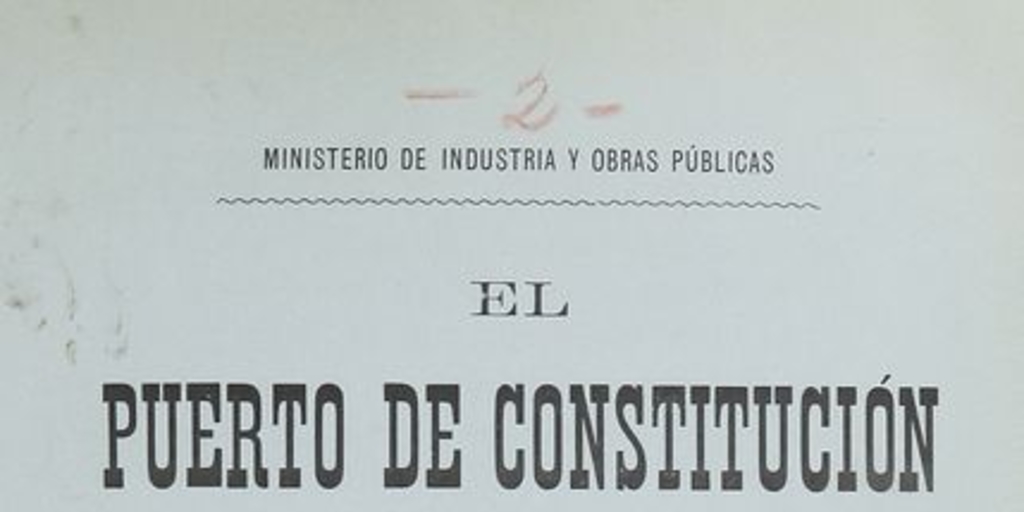 — 2 -
MINISTERIO DE INDUSTRIA Y OBRAS PÚBLICAS
EL
PUERTO DE CONSTITUCIÓN